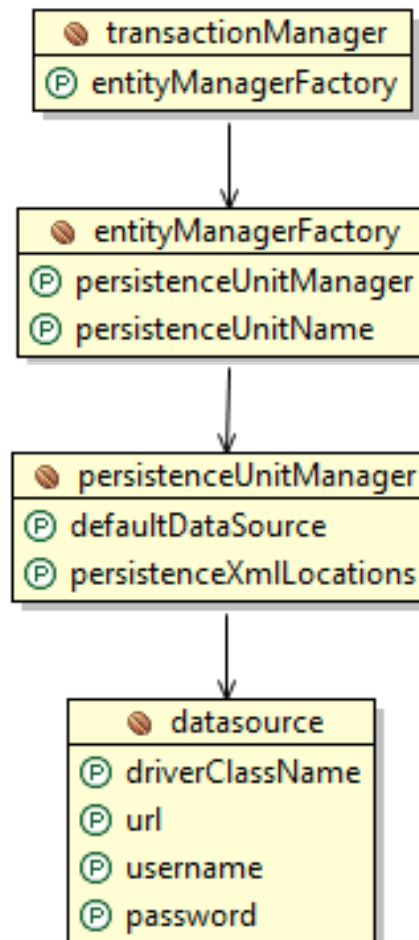 transactionManager
entityManagerFactory
entityManagerFactory
persistenceUnitManager
persistenceUnitName
persistenceUnitManager
defaultDataSource
persistenceXmlLocations
datasource
driverClassName
url
username
password